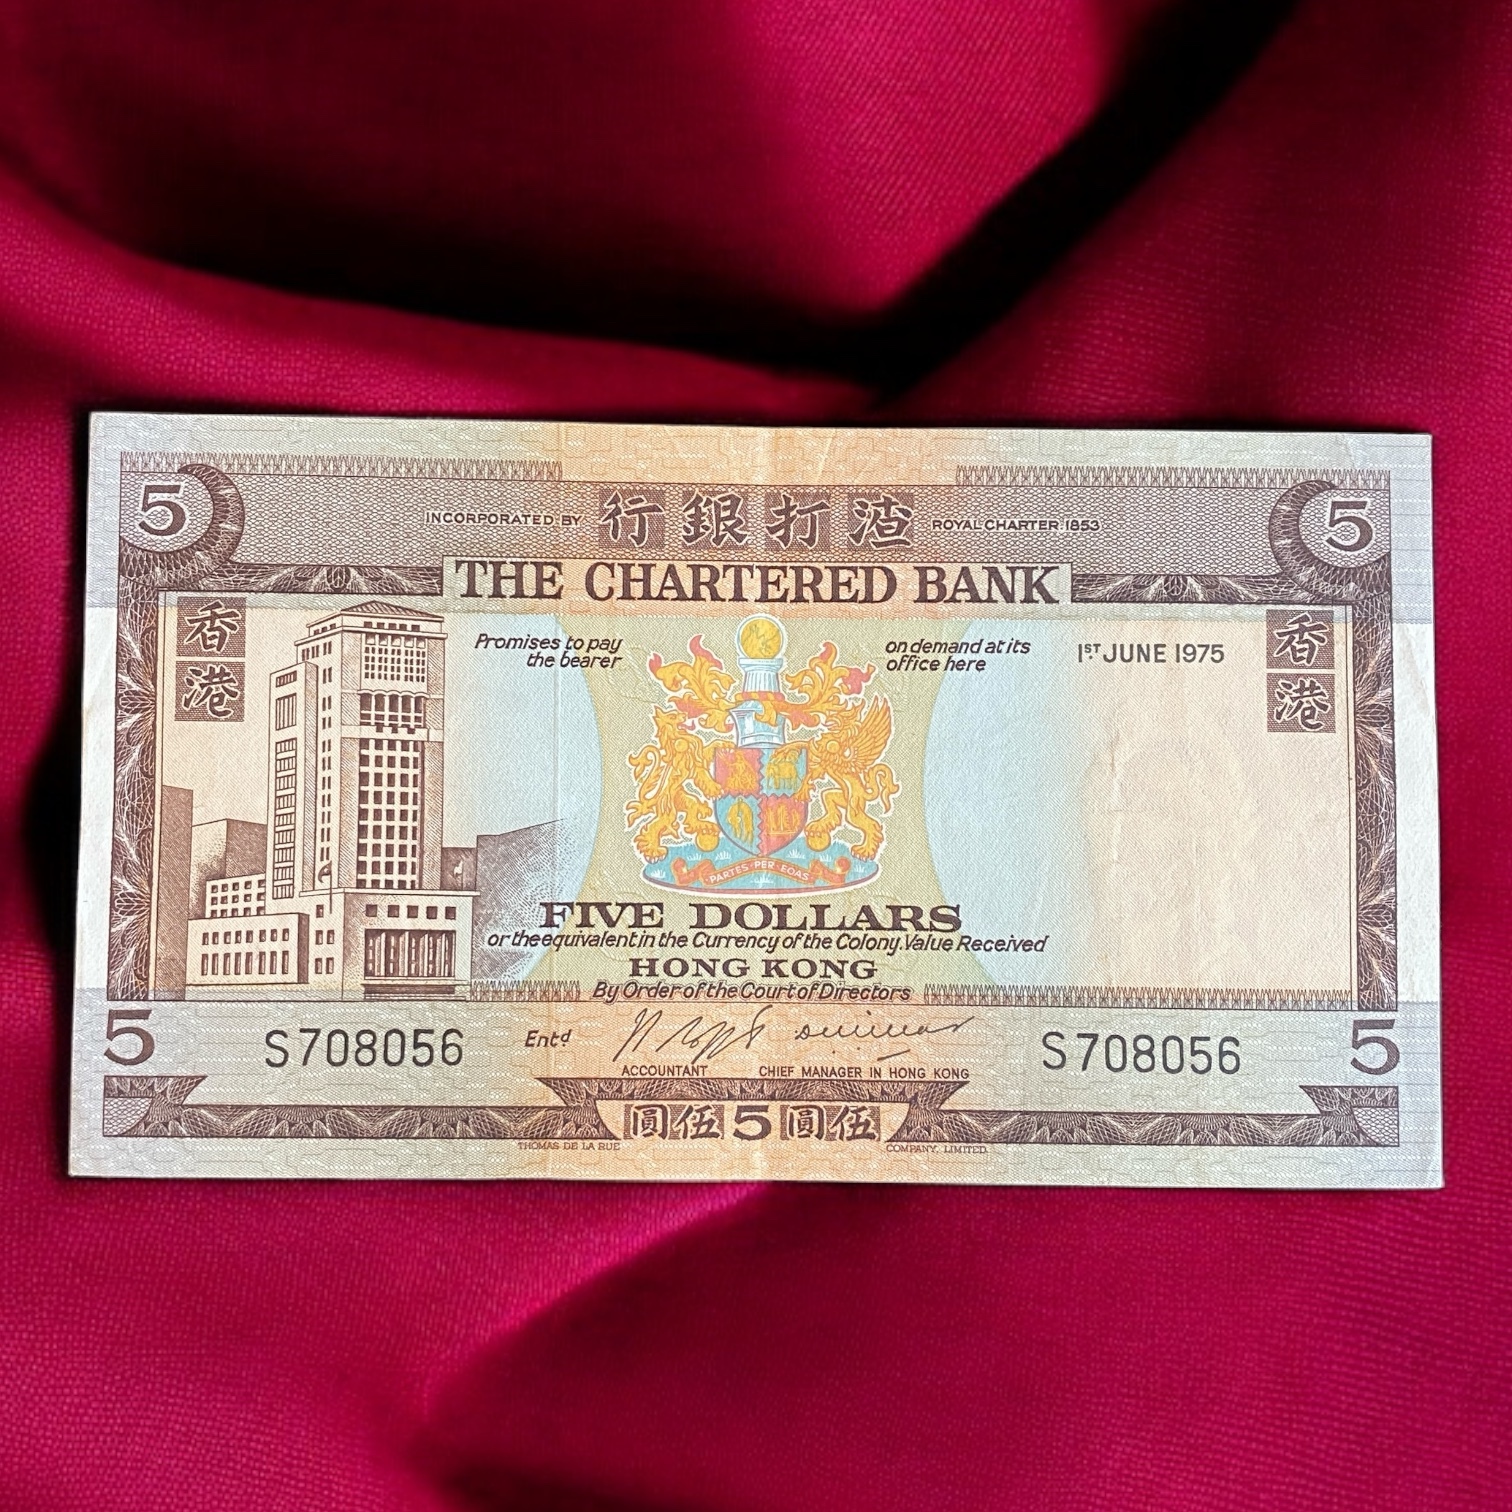 5 INCORPORATED BY 行銀打渣 ROYAL CHARTER 1853 5
THE CHARTERED BANK
香港
香港
Promises to pay
the bearer
on demand at its
office here
1ST JUNE 1975
PARTES·PER·EOAS
FIVE DOLLARS
or the equivalent in the Currency of the Colony. Value Received
HONG KONG
By Order of the Court of Directors
5 S708056 Entd S708056 5
ACCOUNTANT CHIEF MANAGER IN HONG KONG
圓伍5圓伍
THOMAS DE LA RUE COMPANY, LIMITED.